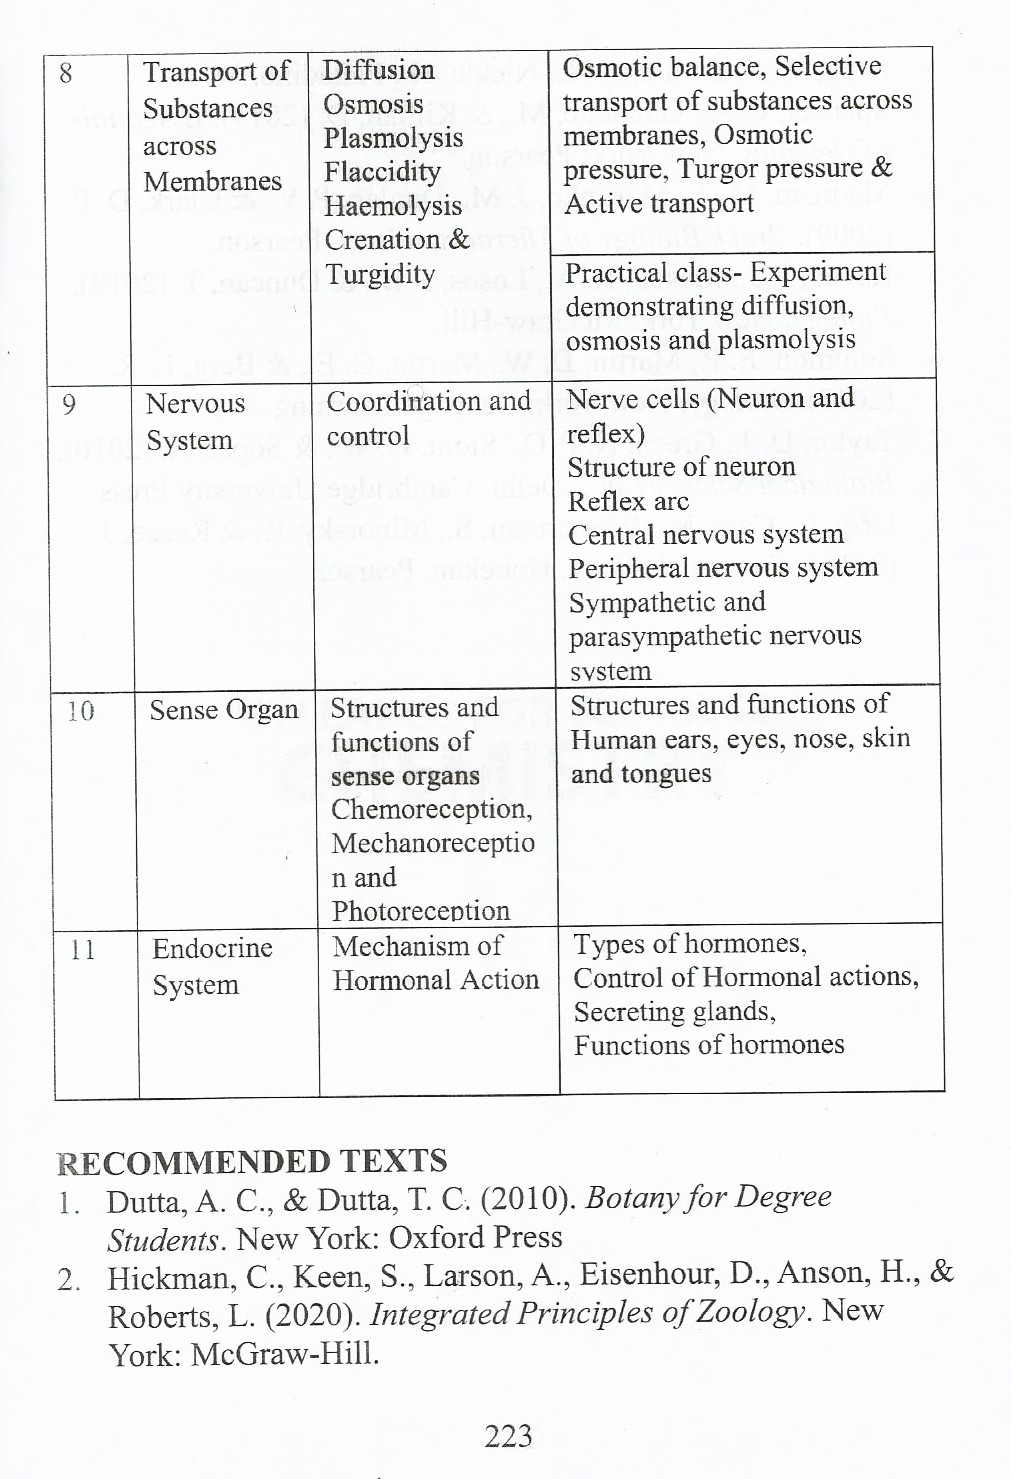 8
Transport of
Substances
across
Membranes
Diffusion
Osmosis
Plasmolysis
Flaccidity
Haemolysis
Crenation &
Turgidity
Osmotic balance, Selective
transport of substances across
membranes, Osmotic
pressure, Turgor pressure &
Active transport
Practical class- Experiment
demonstrating diffusion,
osmosis and plasmolysis
9
Nervous
System
Coordination and
control
Nerve cells (Neuron and
reflex)
Structure of neuron
Reflex arc
Central nervous system
Peripheral nervous system
Sympathetic and
parasympathetic nervous
system
10
Sense Organ
Structures and
functions of
sense organs
Chemoreception,
Mechanoreceptio
n and
Photoreception
Structures and functions of
Human ears, eyes, nose, skin
and tongues
11
Endocrine
System
Mechanism of
Hormonal Action
Types of hormones,
Control of Hormonal actions,
Secreting glands,
Functions of hormones
RECOMMENDED TEXTS
1. Dutta, A. C., & Dutta, T. C. (2010). Botany for Degree
Students. New York: Oxford Press
2. Hickman, C., Keen, S., Larson, A., Eisenhour, D., Anson, H., &
Roberts, L. (2020). Integrated Principles of Zoology. New
York: McGraw-Hill.
223